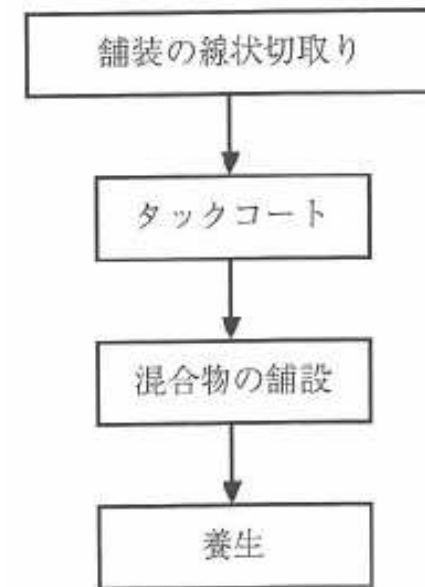 舗装の線状切取り
タックコート
混合物の舗設
養生